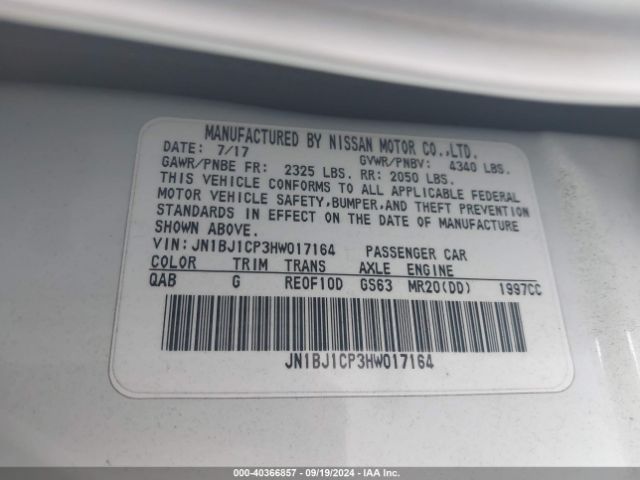 MANUFACTURED BY NISSAN MOTOR CO.,LTD.
DATE: 7/17 GVWR/PNBV: 4340 LBS.
GAWR/PNBE FR: 2325 LBS. RR: 2050 LBS.
THIS VEHICLE CONFORMS TO ALL APPLICABLE FEDERAL
MOTOR VEHICLE SAFETY,BUMPER,AND THEFT PREVENTION
STANDARDS IN EFFECT ON THE DATE OF MANUFACTURE
SHOWN ABOVE.
VIN: JN1BJ1CP3HW017164 PASSENGER CAR
COLOR TRIM TRANS AXLE ENGINE
QAB G RE0F10D GS63 MR20(DD) 1997CC
JN1BJ1CP3HW017164
000-40366857 - 09/19/2024 - IAA Inc.